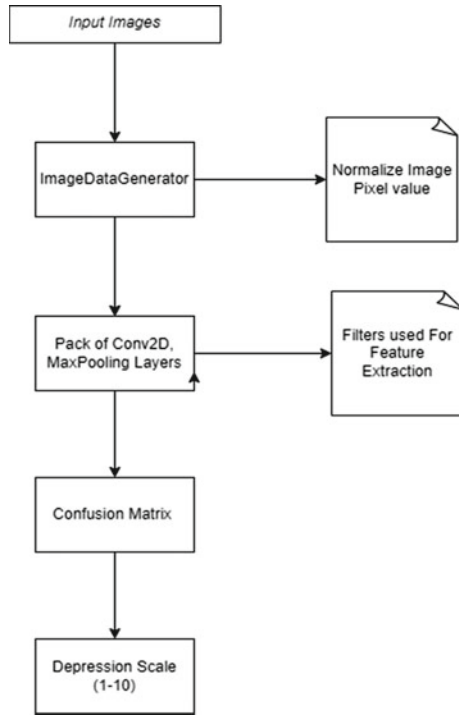 Input Images
ImageDataGenerator
Normalize Image
Pixel value
Pack of Conv2D,
MaxPooling Layers
Filters used For
Feature
Extraction
Confusion Matrix
Depression Scale
(1-10)